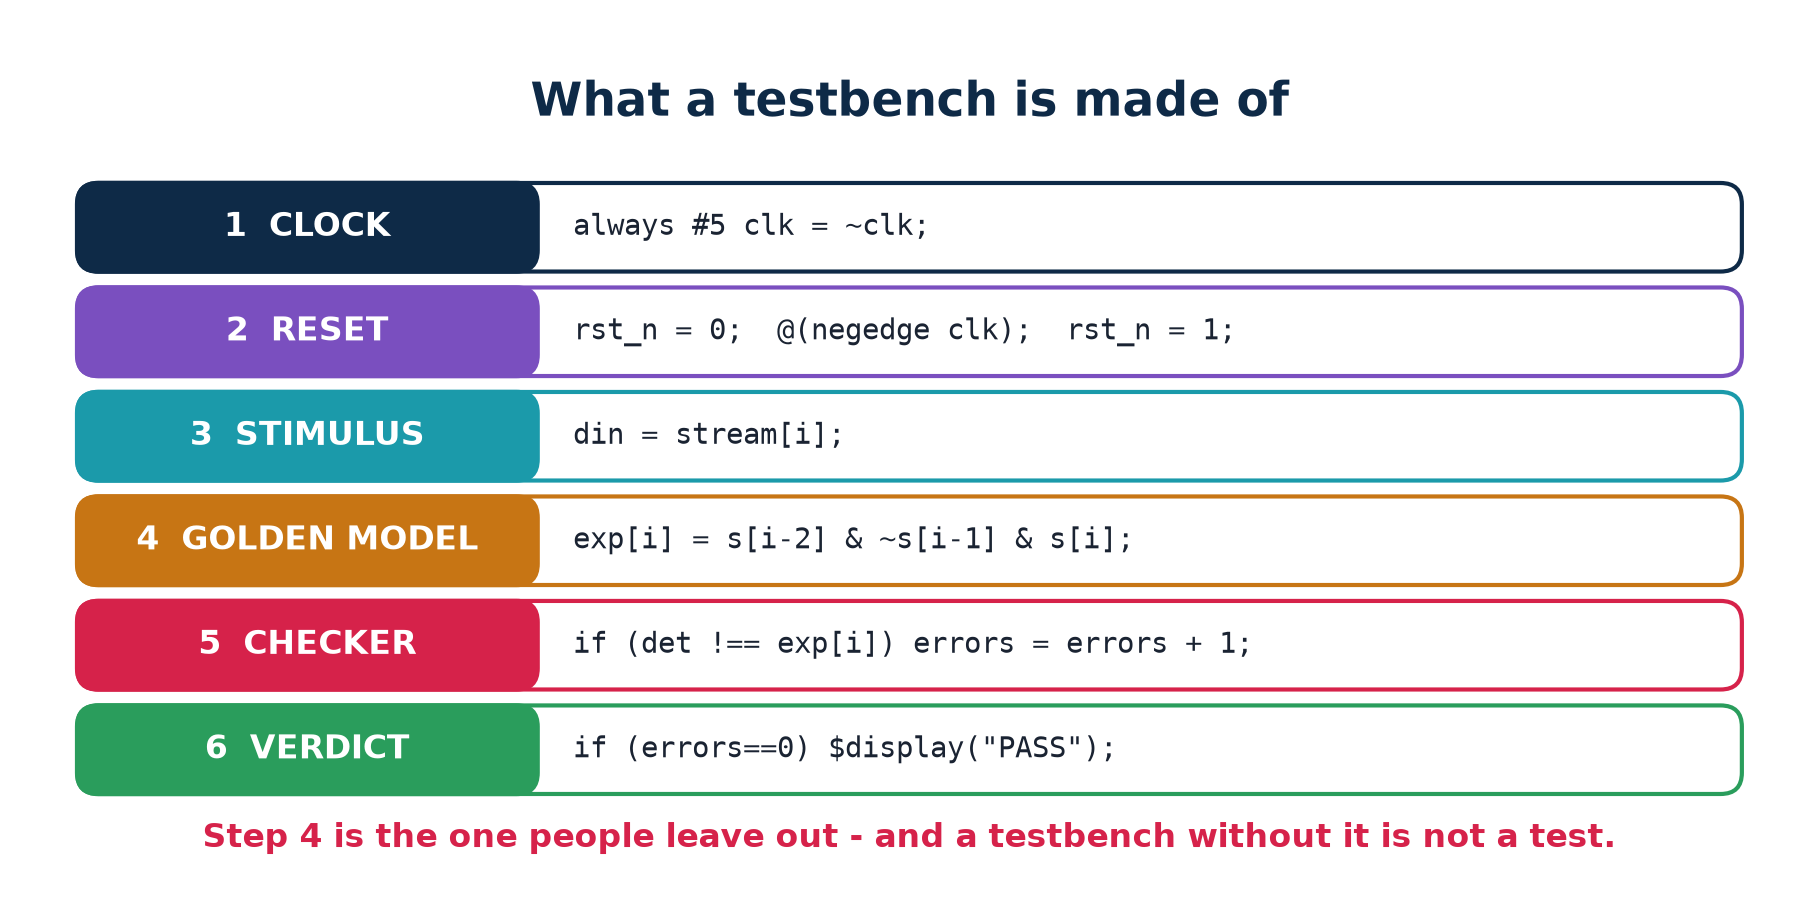 What a testbench is made of
1 CLOCK
always #5 clk = ~clk;
2 RESET
rst_n = 0;  @(negedge clk);  rst_n = 1;
3 STIMULUS
din = stream[i];
4 GOLDEN MODEL
exp[i] = s[i-2] & ~s[i-1] & s[i];
5 CHECKER
if (det !== exp[i]) errors = errors + 1;
6 VERDICT
if (errors==0) $display("PASS");
Step 4 is the one people leave out - and a testbench without it is not a test.